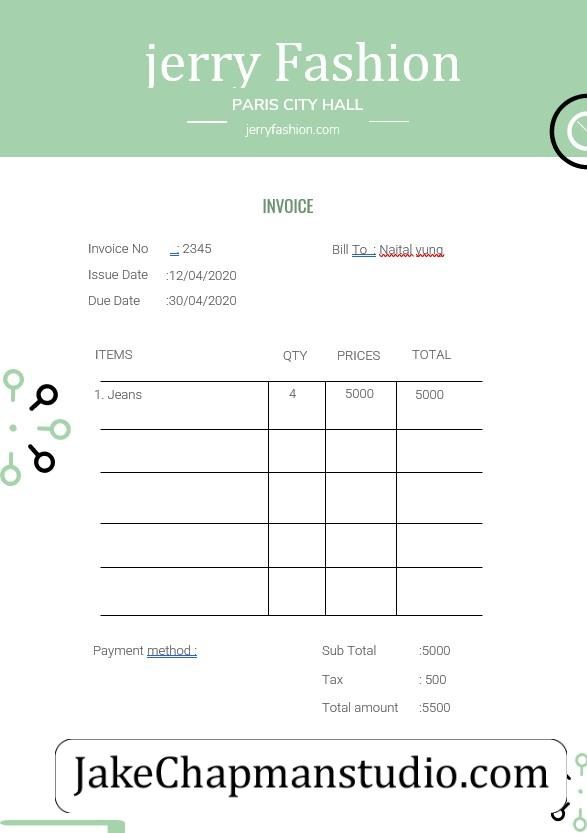 jerry Fashion
PARIS CITY HALL
jerryfashion.com
INVOICE
Invoice No : 2345
Bill To : Naital yung
Issue Date :12/04/2020
Due Date :30/04/2020
ITEMS QTY PRICES TOTAL
1. Jeans 4 5000 5000
Payment method :
Sub Total :5000
Tax : 500
Total amount :5500
JakeChapmanstudio.com